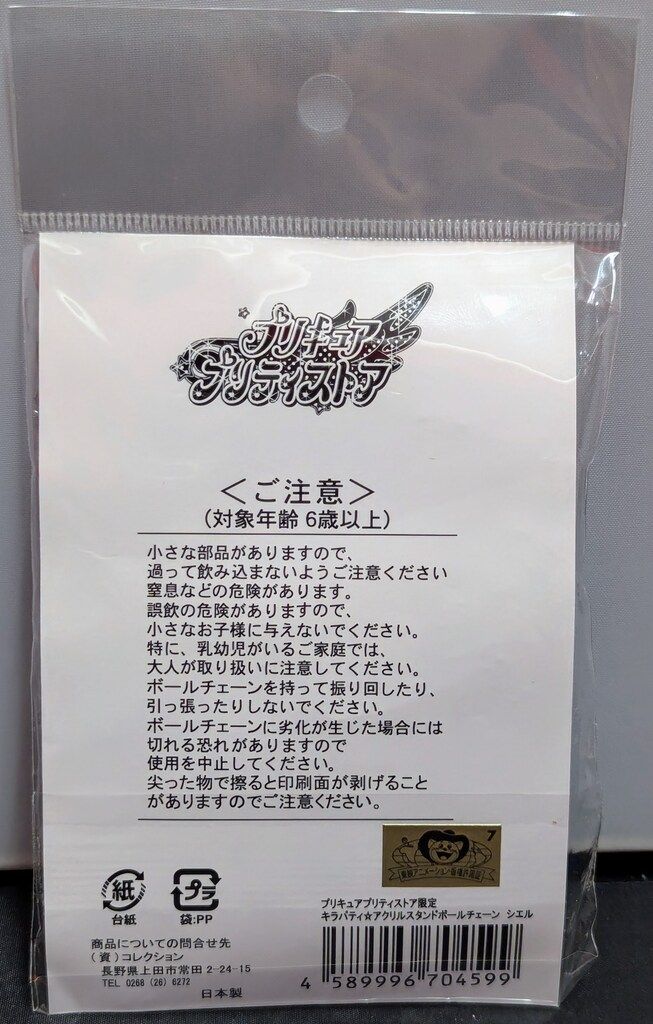 プリキュア
プリティストア
＜ご注意＞
（対象年齢 6歳以上）
小さな部品がありますので、
過って飲み込まないようご注意ください
窒息などの危険があります。
誤飲の危険がありますので、
小さなお子様に与えないでください。
特に、乳幼児がいるご家庭では、
大人が取り扱いに注意してください。
ボールチェーンを持って振り回したり、
引っ張ったりしないでください。
ボールチェーンに劣化が生じた場合には
切れる恐れがありますので
使用を中止してください。
尖った物で擦ると印刷面が剥げること
がありますのでご注意ください。
7
東映アニメーション版権許諾証
紙
台紙
プラ
袋:PP
プリキュアプリティストア限定
キラパティ☆アクリルスタンドボールチェーン シエル
商品についての問合せ先
（資）コレクション
長野県上田市常田 2-24-15
TEL 0268 (26) 6272
日本製
4 589996 704599